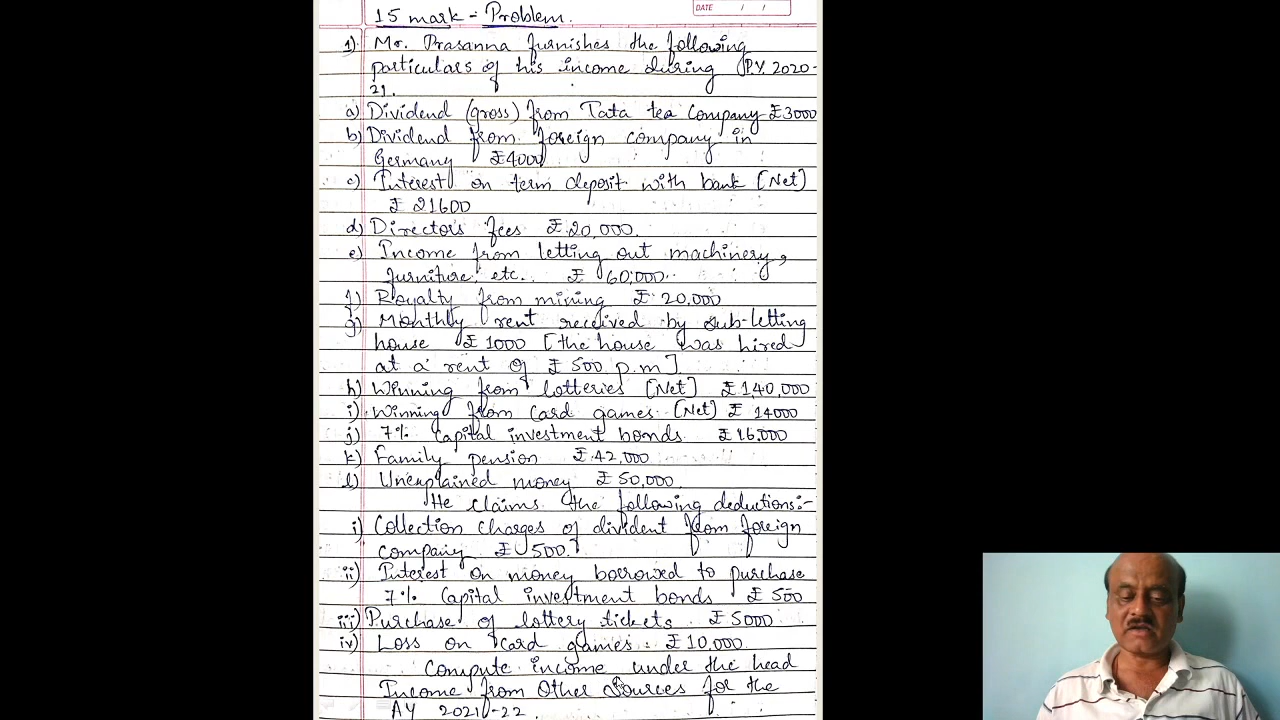 DATE / /
15 mark - Problem.
1) Mr. Prasanna furnishes the following
particulars of his income during P.Y. 2020-
21.
a) Dividend (gross) from Tata tea Company ₹3000
b) Dividend from foreign company in
Germany ₹4000
c) Interest on term deposit with bank [Net]
₹ 21600
d) Directors fees ₹ 20,000.
e) Income from letting out machinery,
furniture etc. ₹ 60,000.
f) Royalty from mining ₹ 20,000
g) Monthly rent received by sub-letting
house ₹ 1000 [the house was hired
at a rent of ₹ 500 p.m]
h) Winning from lotteries [Net] ₹ 1,40,000
i) Winning from card games [Net] ₹ 14000
j) 7% Capital investment bonds ₹ 16,000
k) Family pension ₹ 42,000
l) Unexplained money ₹ 50,000.
He claims the following deductions:-
i) Collection charges of divident from foreign
company ₹ 500.
ii) Interest on money borrowed to purchase
7% Capital investment bonds ₹ 500
iii) Purchase of lottery tickets ₹ 5000
iv) Loss on card games. ₹ 10,000.
Compute income under the head
Income from Other Sources for the
AY 2021-22.